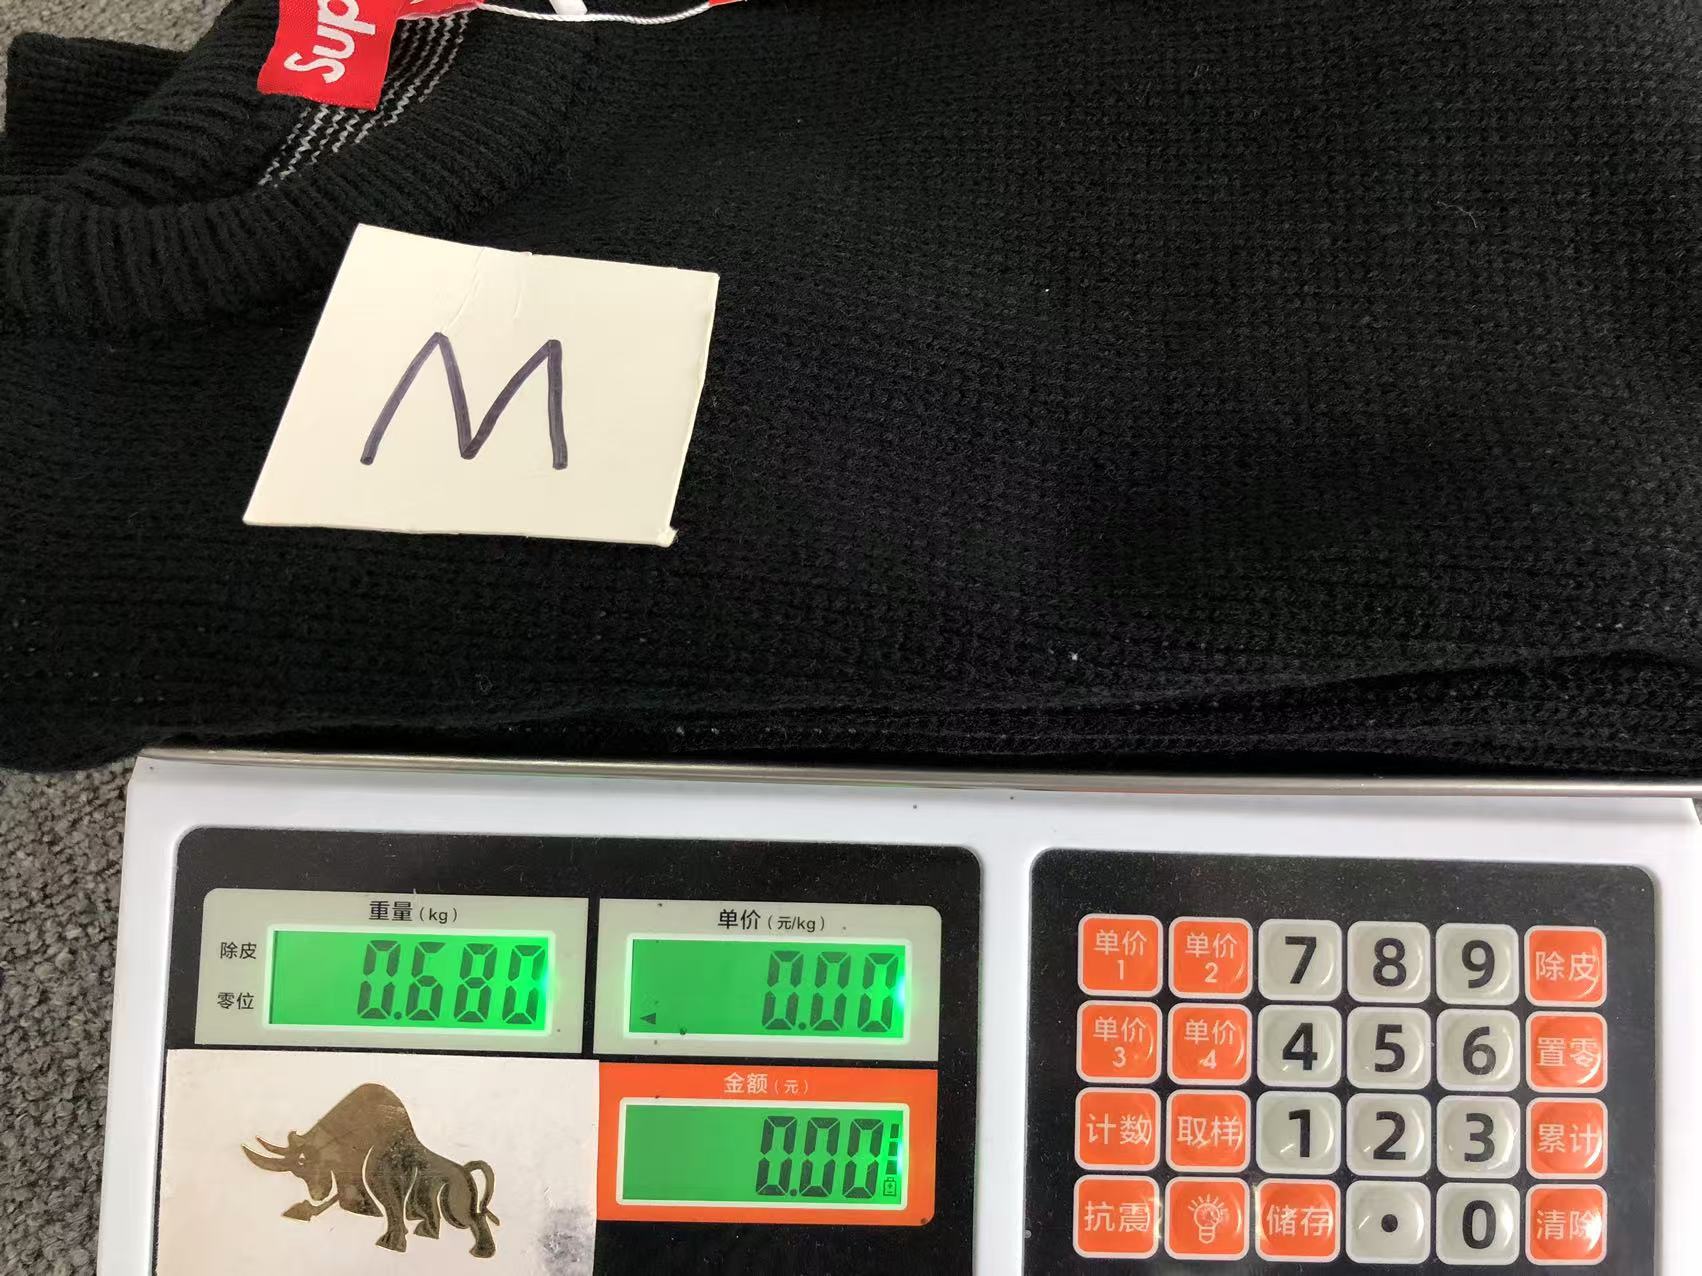 Sup
M
重量（kg）
除皮
零位
0.680
单价（元/kg）
0.00
金额（元）
0.00
单价1 单价2 7 8 9 除皮
单价3 单价4 4 5 6 置零
计数 取样 1 2 3 累计
抗震 储存 · 0 清除